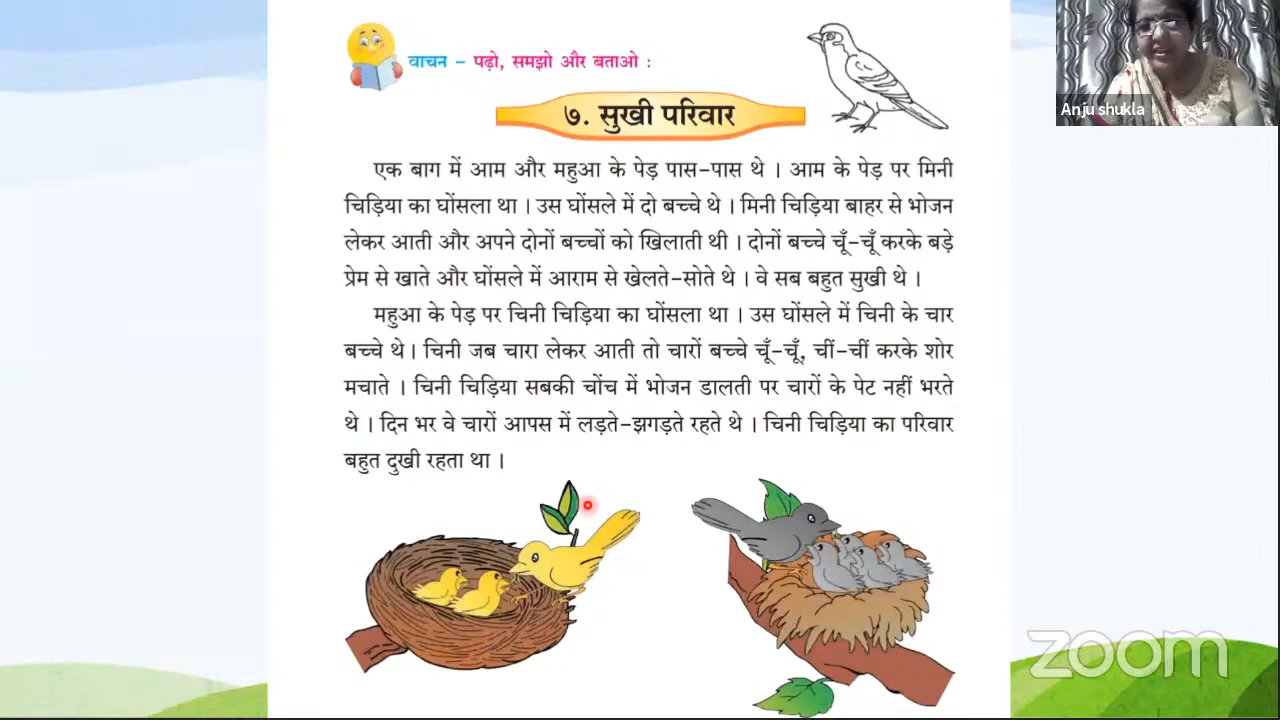 वाचन – पढ़ो, समझो और बताओ :
Anju shukla
७. सुखी परिवार
एक बाग में आम और महुआ के पेड़ पास-पास थे । आम के पेड़ पर मिनी
चिड़िया का घोंसला था । उस घोंसले में दो बच्चे थे । मिनी चिड़िया बाहर से भोजन
लेकर आती और अपने दोनों बच्चों को खिलाती थी । दोनों बच्चे चूँ-चूँ करके बड़े
प्रेम से खाते और घोंसले में आराम से खेलते-सोते थे । वे सब बहुत सुखी थे ।
महुआ के पेड़ पर चिनी चिड़िया का घोंसला था । उस घोंसले में चिनी के चार
बच्चे थे । चिनी जब चारा लेकर आती तो चारों बच्चे चूँ-चूँ, चीं-चीं करके शोर
मचाते । चिनी चिड़िया सबकी चोंच में भोजन डालती पर चारों के पेट नहीं भरते
थे । दिन भर वे चारों आपस में लड़ते-झगड़ते रहते थे । चिनी चिड़िया का परिवार
बहुत दुखी रहता था ।
zoom